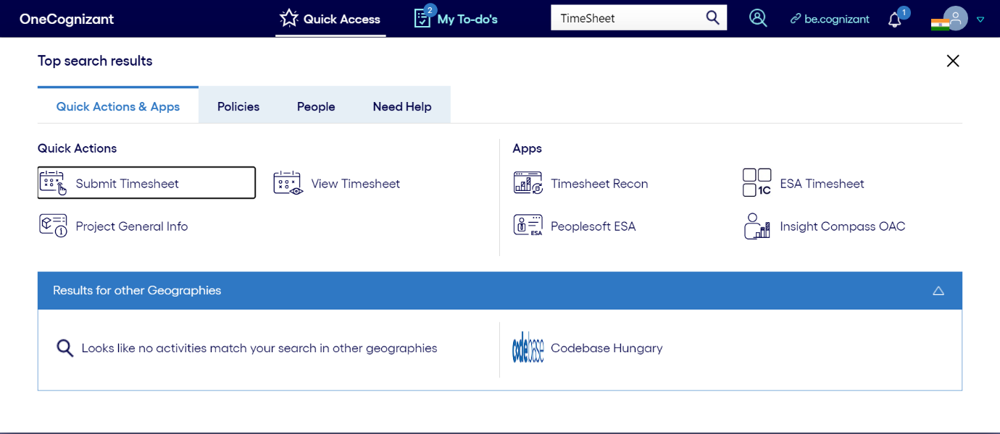 OneCognizant
Quick Access
2
My To-do's
TimeSheet
be.cognizant
1
Top search results
Quick Actions & Apps
Policies
People
Need Help
Quick Actions
Apps
Submit Timesheet
View Timesheet
Timesheet Recon
1C
ESA Timesheet
Project General Info
ESA
Peoplesoft ESA
Insight Compass OAC
Results for other Geographies
Looks like no activities match your search in other geographies
codebase
Codebase Hungary